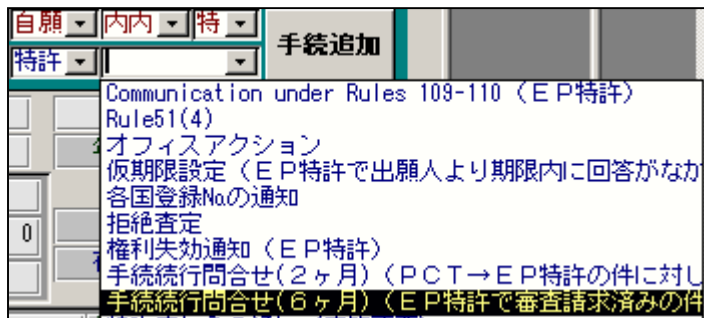 自願 内内 特
特許 手続追加
Communication under Rules 109-110（ＥＰ特許）
Rule51(4)
オフィスアクション
仮期限設定（ＥＰ特許で出願人より期限内に回答がなか
各国登録№の通知
拒絶査定
0 権利失効通知（ＥＰ特許）
手続続行問合せ(２ヶ月)（ＰＣＴ→ＥＰ特許の件に対し
手続続行問合せ(６ヶ月)（ＥＰ特許で審査請求済みの件